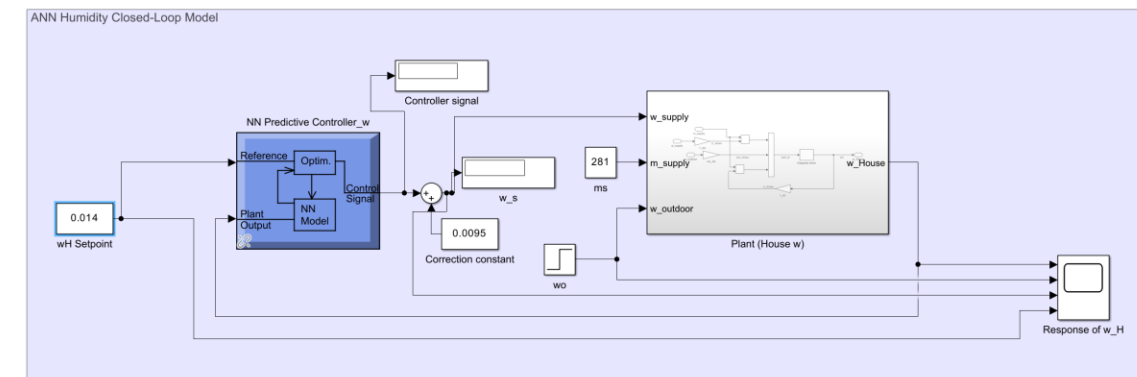 ANN Humidity Closed-Loop Model
Controller signal
NN Predictive Controller_w
Reference
Optim.
Control
Signal
NN
Model
Plant
Output
0.014
wH Setpoint
w_s
0.0095
Correction constant
281
ms
wo
w_supply
m_supply
w_outdoor
w_House
Plant (House w)
Response of w_H